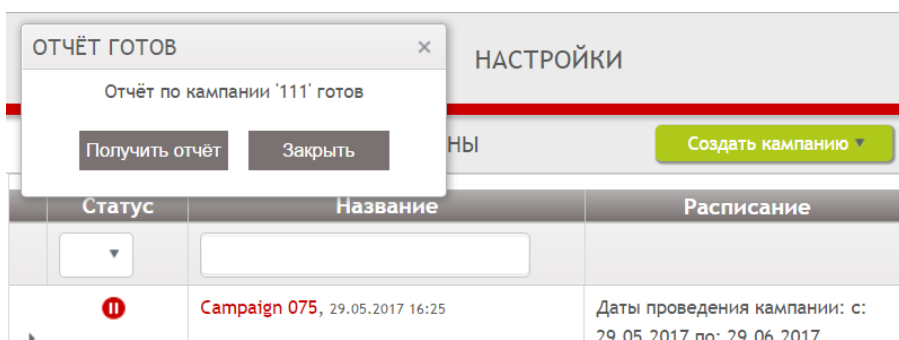 ОТЧЁТ ГОТОВ ×
НАСТРОЙКИ
Отчёт по кампании '111' готов
Получить отчёт Закрыть
НЫ
Создать кампанию
Статус Название Расписание
Campaign 075, 29.05.2017 16:25
Даты проведения кампании: с:
29.05.2017 по: 29.06.2017